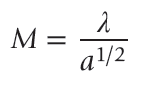 M = λ / a^{1/2}